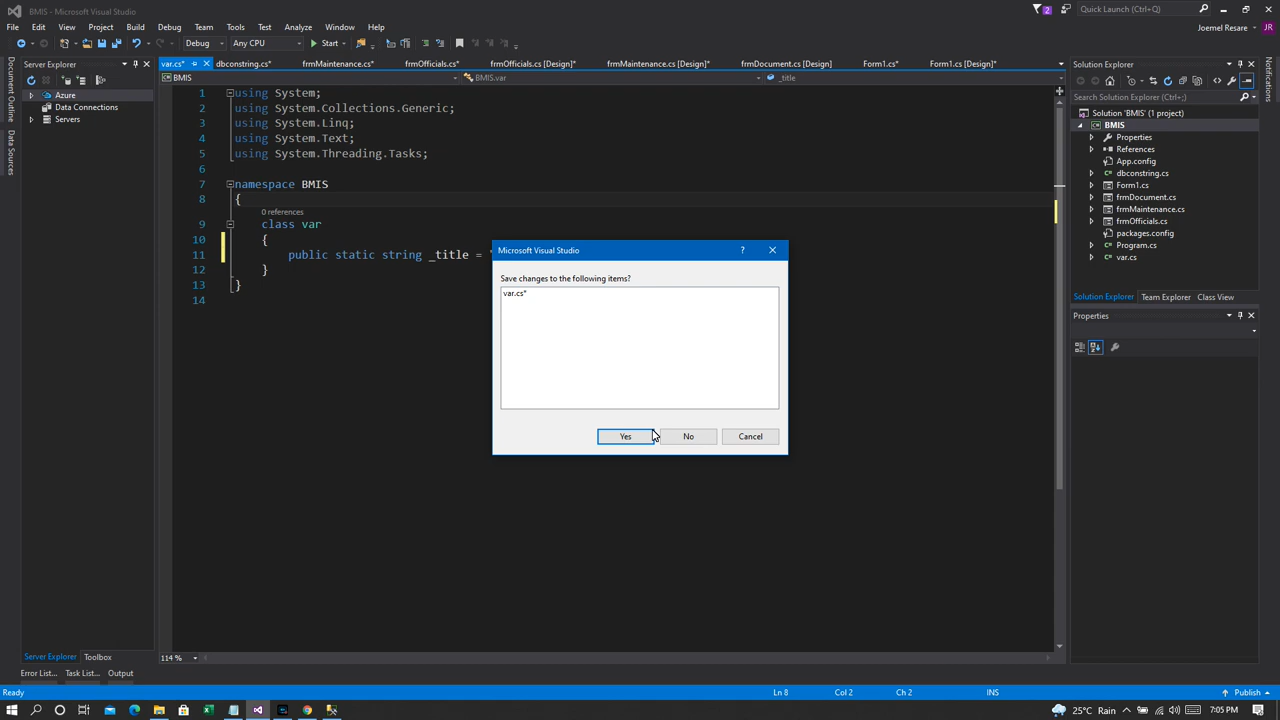 BMIS - Microsoft Visual Studio
2
Quick Launch (Ctrl+Q)
File Edit View Project Build Debug Team Tools Test Analyze Window Help
Joemel Resare JR
Debug Any CPU Start
Server Explorer
var.cs* dbconstring.cs* frmMaintenance.cs* frmOfficials.cs* frmOfficials.cs [Design]* frmMaintenance.cs [Design]* frmDocument.cs [Design] Form1.cs* Form1.cs [Design]*
Solution Explorer
Notifications
Document Outline
Data Sources
BMIS BMIS.var _title
Search Solution Explorer (Ctrl+;)
Azure
Data Connections
Servers
1 using System;
2 using System.Collections.Generic;
3 using System.Linq;
4 using System.Text;
5 using System.Threading.Tasks;
6
7 namespace BMIS
8 {
0 references
9 class var
10 {
11 public static string _title =
12 }
13 }
14
Solution 'BMIS' (1 project)
BMIS
Properties
References
App.config
dbconstring.cs
Form1.cs
frmDocument.cs
frmMaintenance.cs
frmOfficials.cs
packages.config
Program.cs
var.cs
Solution Explorer Team Explorer Class View
Properties
Microsoft Visual Studio ?
Save changes to the following items?
var.cs*
Yes No Cancel
114 %
Server Explorer Toolbox
Error List... Task List... Output
Ready Ln 8 Col 2 Ch 2 INS Publish
25°C Rain 7:05 PM